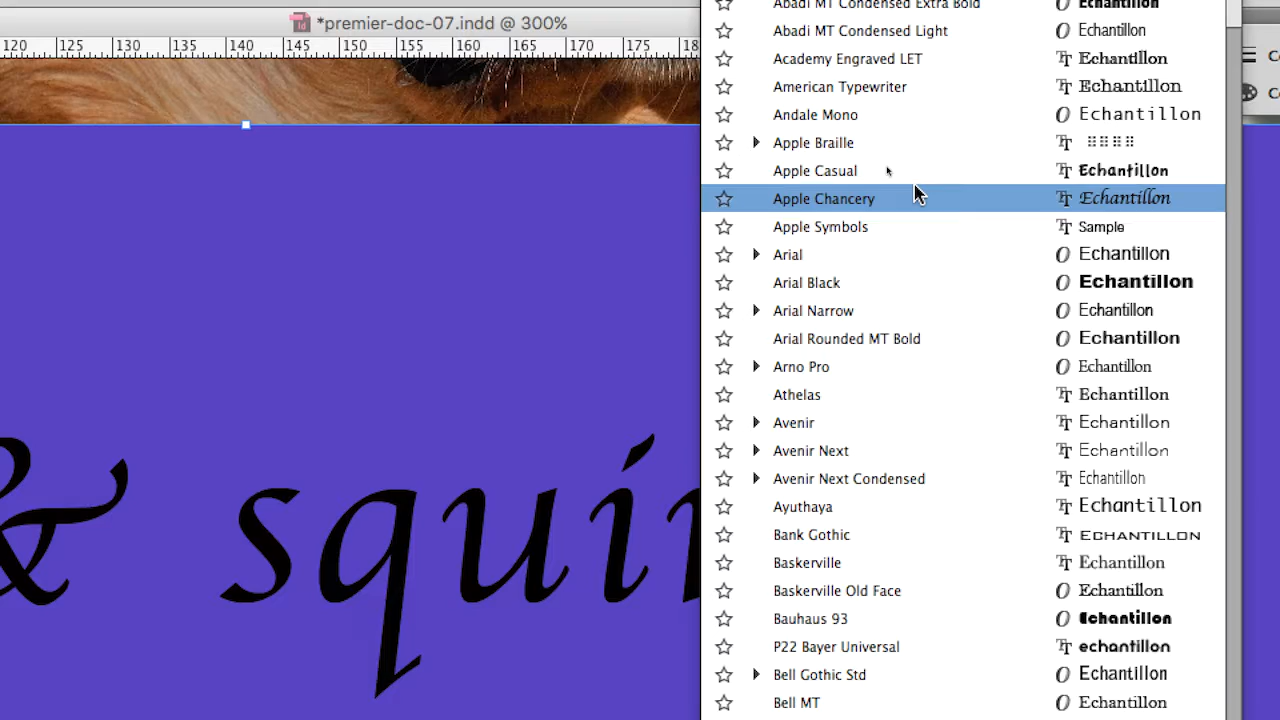 *premier-doc-07.indd @ 300%
120 125 130 135 140 145 150 155 160 165 170 175 18
& squi
Abadi MT Condensed Extra Bold Echantillon
Abadi MT Condensed Light Echantillon
Academy Engraved LET Echantillon
American Typewriter Echantillon
Andale Mono Echantillon
Apple Braille
Apple Casual Echantillon
Apple Chancery Echantillon
Apple Symbols Sample
Arial Echantillon
Arial Black Echantillon
Arial Narrow Echantillon
Arial Rounded MT Bold Echantillon
Arno Pro Echantillon
Athelas Echantillon
Avenir Echantillon
Avenir Next Echantillon
Avenir Next Condensed Echantillon
Ayuthaya Echantillon
Bank Gothic Echantillon
Baskerville Echantillon
Baskerville Old Face Echantillon
Bauhaus 93 Echantillon
P22 Bayer Universal echantillon
Bell Gothic Std Echantillon
Bell MT Echantillon